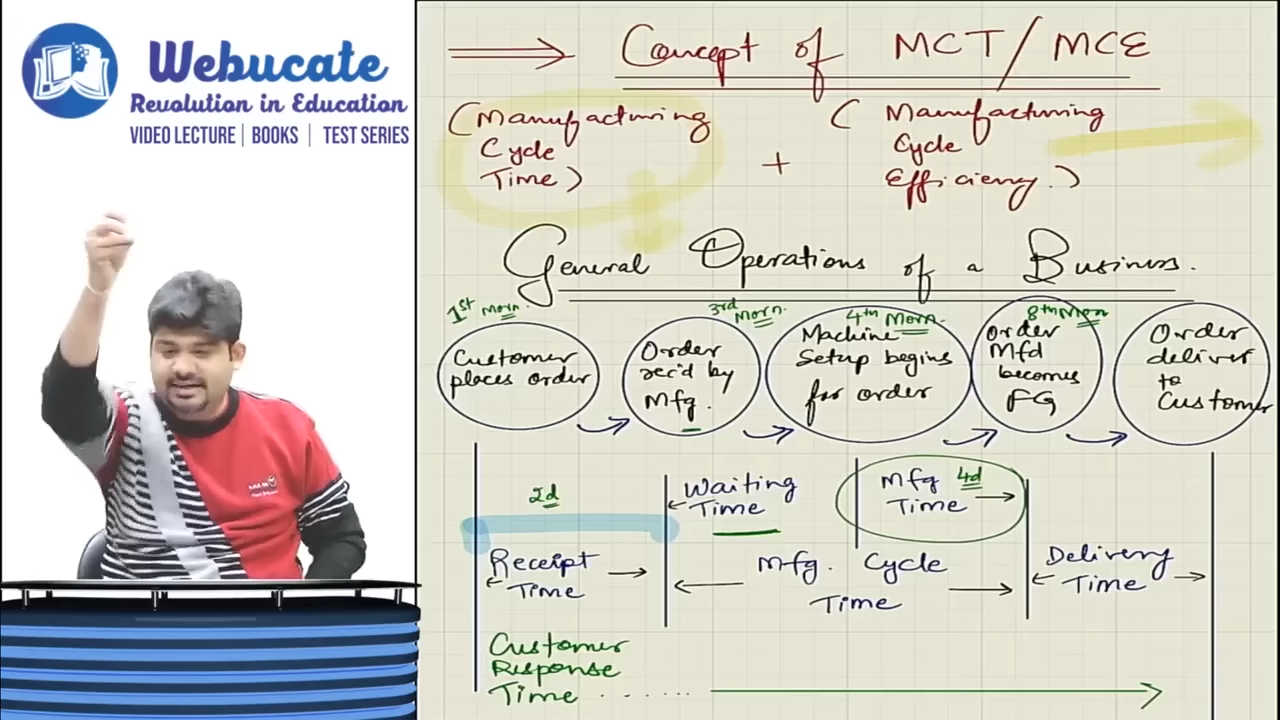 Webucate
Revolution in Education
VIDEO LECTURE | BOOKS | TEST SERIES
Concept of MCT / MCE
(Manufacturing
Cycle
Time)
+
( Manufacturing
Cycle
Efficiency.)
General Operations of a Business.
1st Morn.
3rd Morn.
4th Morn.
8th Mon
Customer
places order
Order
rec'd by
Mfg.
Machine
Setup begins
for order
Order
Mfd
becomes
FG
Order
deliver
to
Customer
2d
Waiting
Time
Mfg 4d
Time
Receipt
Time
Mfg. Cycle
Time
Delivery
Time
Customer
Response
Time